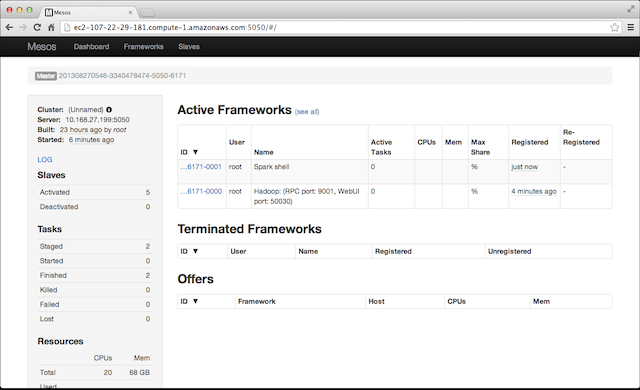 Mesos
ec2-107-22-29-181.compute-1.amazonaws.com:5050/#/
Mesos Dashboard Frameworks Slaves
Master 201308270546-3340478474-5050-6171
Cluster: (Unnamed)
Server: 10.168.27.199:5050
Built: 23 hours ago by root
Started: 6 minutes ago
LOG
Slaves
Activated 5
Deactivated 0
Tasks
Staged 2
Started 0
Finished 2
Killed 0
Failed 0
Lost 0
Resources
CPUs Mem
Total 20 68 GB
Used
Active Frameworks (see all)
ID ▼ User Name Active Tasks CPUs Mem Max Share Registered Re-Registered
…6171-0001 root Spark shell 0 % just now -
…6171-0000 root Hadoop: (RPC port: 9001, WebUI port: 50030) 0 % 4 minutes ago -
Terminated Frameworks
ID ▼ User Name Registered Unregistered
Offers
ID ▼ Framework Host CPUs Mem